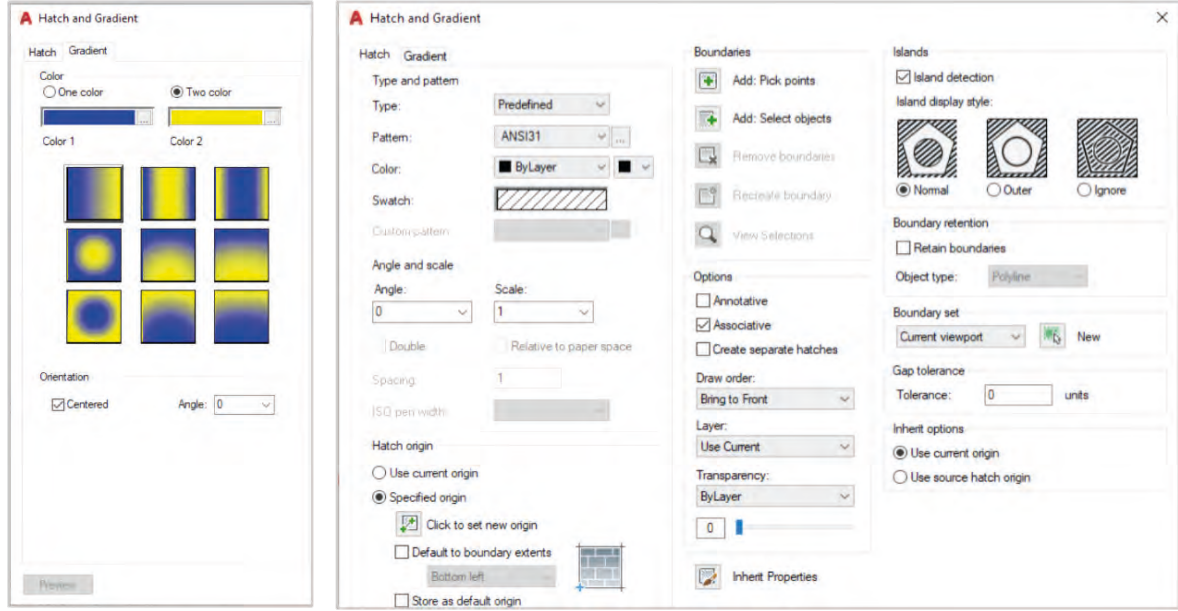 Hatch and Gradient
Hatch
Gradient
Color
One color
Two color
...
...
Color 1
Color 2
Orientation
Centered
Angle:
0
Preview
Hatch and Gradient
Hatch
Gradient
Type and pattern
Type:
Predefined
Pattern:
ANSI31
...
Color:
ByLayer
Swatch:
Custom pattern:
Angle and scale
Angle:
Scale:
0
1
Double
Relative to paper space
Spacing:
1
ISO pen width:
Hatch origin
Use current origin
Specified origin
Click to set new origin
Default to boundary extents
Bottom left
Store as default origin
Boundaries
Add: Pick points
Add: Select objects
Remove boundaries
Recreate boundary
View Selections
Options
Annotative
Associative
Create separate hatches
Draw order:
Bring to Front
Layer:
Use Current
Transparency:
ByLayer
0
Inherit Properties
Islands
Island detection
Island display style:
Normal
Outer
Ignore
Boundary retention
Retain boundaries
Object type:
Polyline
Boundary set
Current viewport
New
Gap tolerance
Tolerance:
0
units
Inherit options
Use current origin
Use source hatch origin